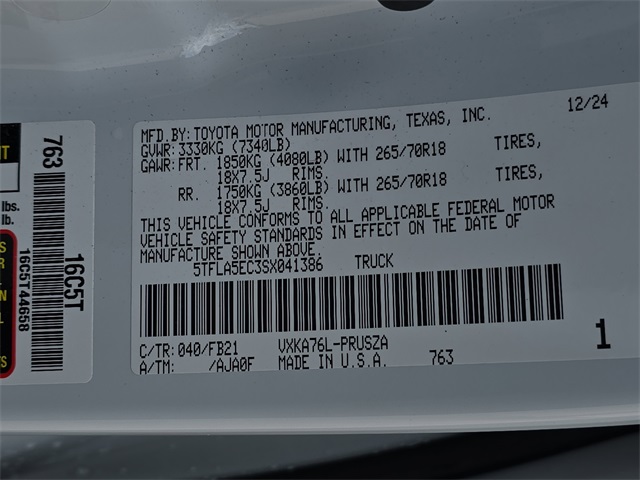 12/24
MFD.BY:TOYOTA MOTOR MANUFACTURING, TEXAS, INC.
GVWR:3330KG (7340LB)
GAWR:FRT. 1850KG (4080LB) WITH 265/70R18 TIRES,
18X7.5J RIMS.
RR. 1750KG (3860LB) WITH 265/70R18 TIRES,
18X7.5J RIMS.
THIS VEHICLE CONFORMS TO ALL APPLICABLE FEDERAL MOTOR
VEHICLE SAFETY STANDARDS IN EFFECT ON THE DATE OF
MANUFACTURE SHOWN ABOVE.
5TFLA5EC3SX041386 TRUCK
C/TR:040/FB21 VXKA76L-PRUSZA
A/TM: /AJA0F MADE IN U.S.A. 763
1
763
16C5T
16C5T44658
lbs.
lb.